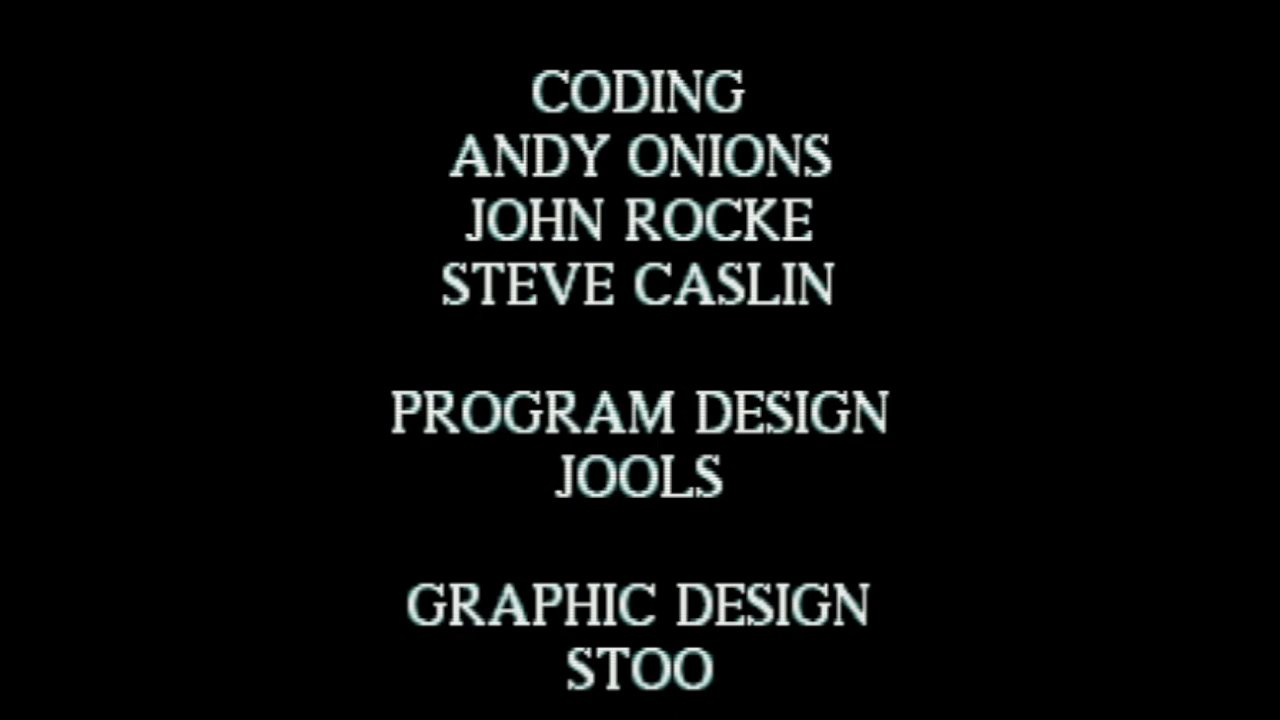 CODING
ANDY ONIONS
JOHN ROCKE
STEVE CASLIN
PROGRAM DESIGN
JOOLS
GRAPHIC DESIGN
STOO